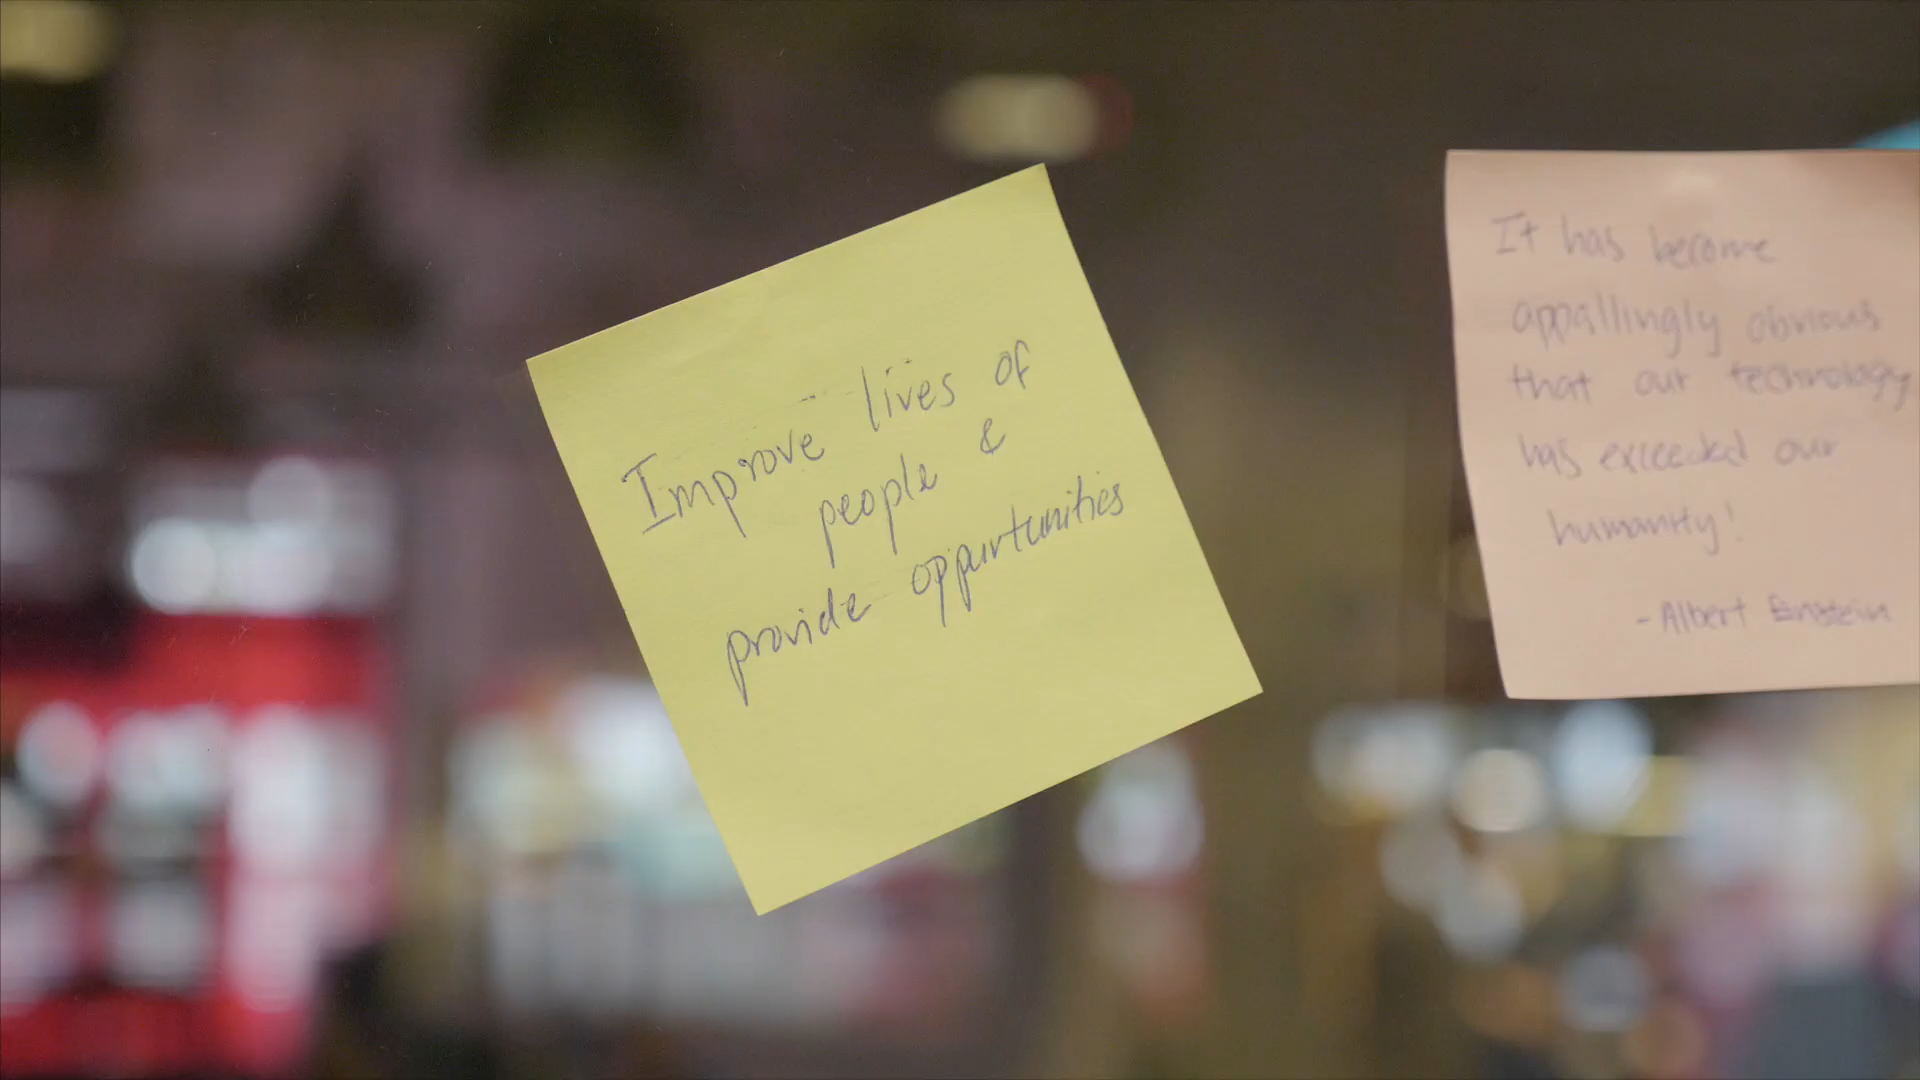 Improve lives of
people &
provide opportunities
It has become
appallingly obvious
that our technology
has exceeded our
humanity!
- Albert Einstein